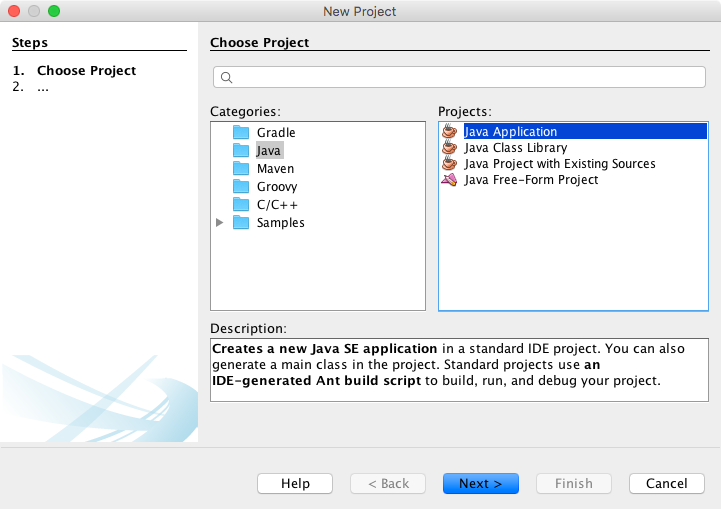 New Project
Steps
1. Choose Project
2. ...
Choose Project
Categories:
Gradle
Java
Maven
Groovy
C/C++
Samples
Projects:
Java Application
Java Class Library
Java Project with Existing Sources
Java Free-Form Project
Description:
Creates a new Java SE application in a standard IDE project. You can also
generate a main class in the project. Standard projects use an
IDE-generated Ant build script to build, run, and debug your project.
Help
< Back
Next >
Finish
Cancel